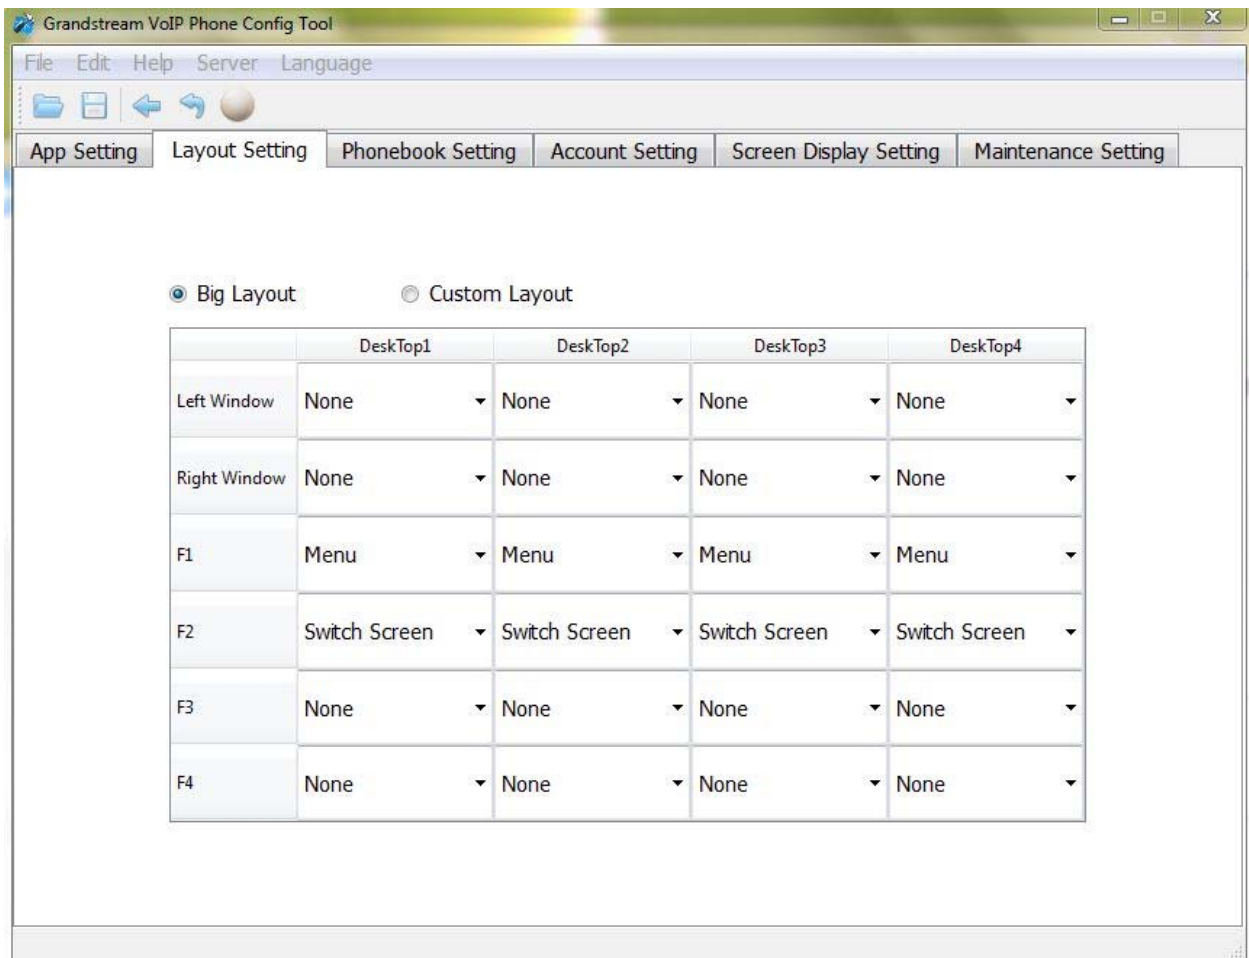 Grandstream VoIP Phone Config Tool
File Edit Help Server Language
App Setting Layout Setting Phonebook Setting Account Setting Screen Display Setting Maintenance Setting
Big Layout Custom Layout
DeskTop1 DeskTop2 DeskTop3 DeskTop4
Left Window None None None None
Right Window None None None None
F1 Menu Menu Menu Menu
F2 Switch Screen Switch Screen Switch Screen Switch Screen
F3 None None None None
F4 None None None None